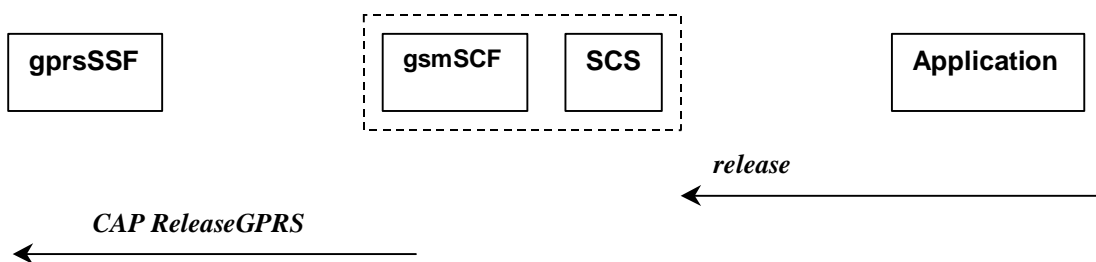 gprsSSF
gsmSCF
SCS
Application
release
CAP ReleaseGPRS